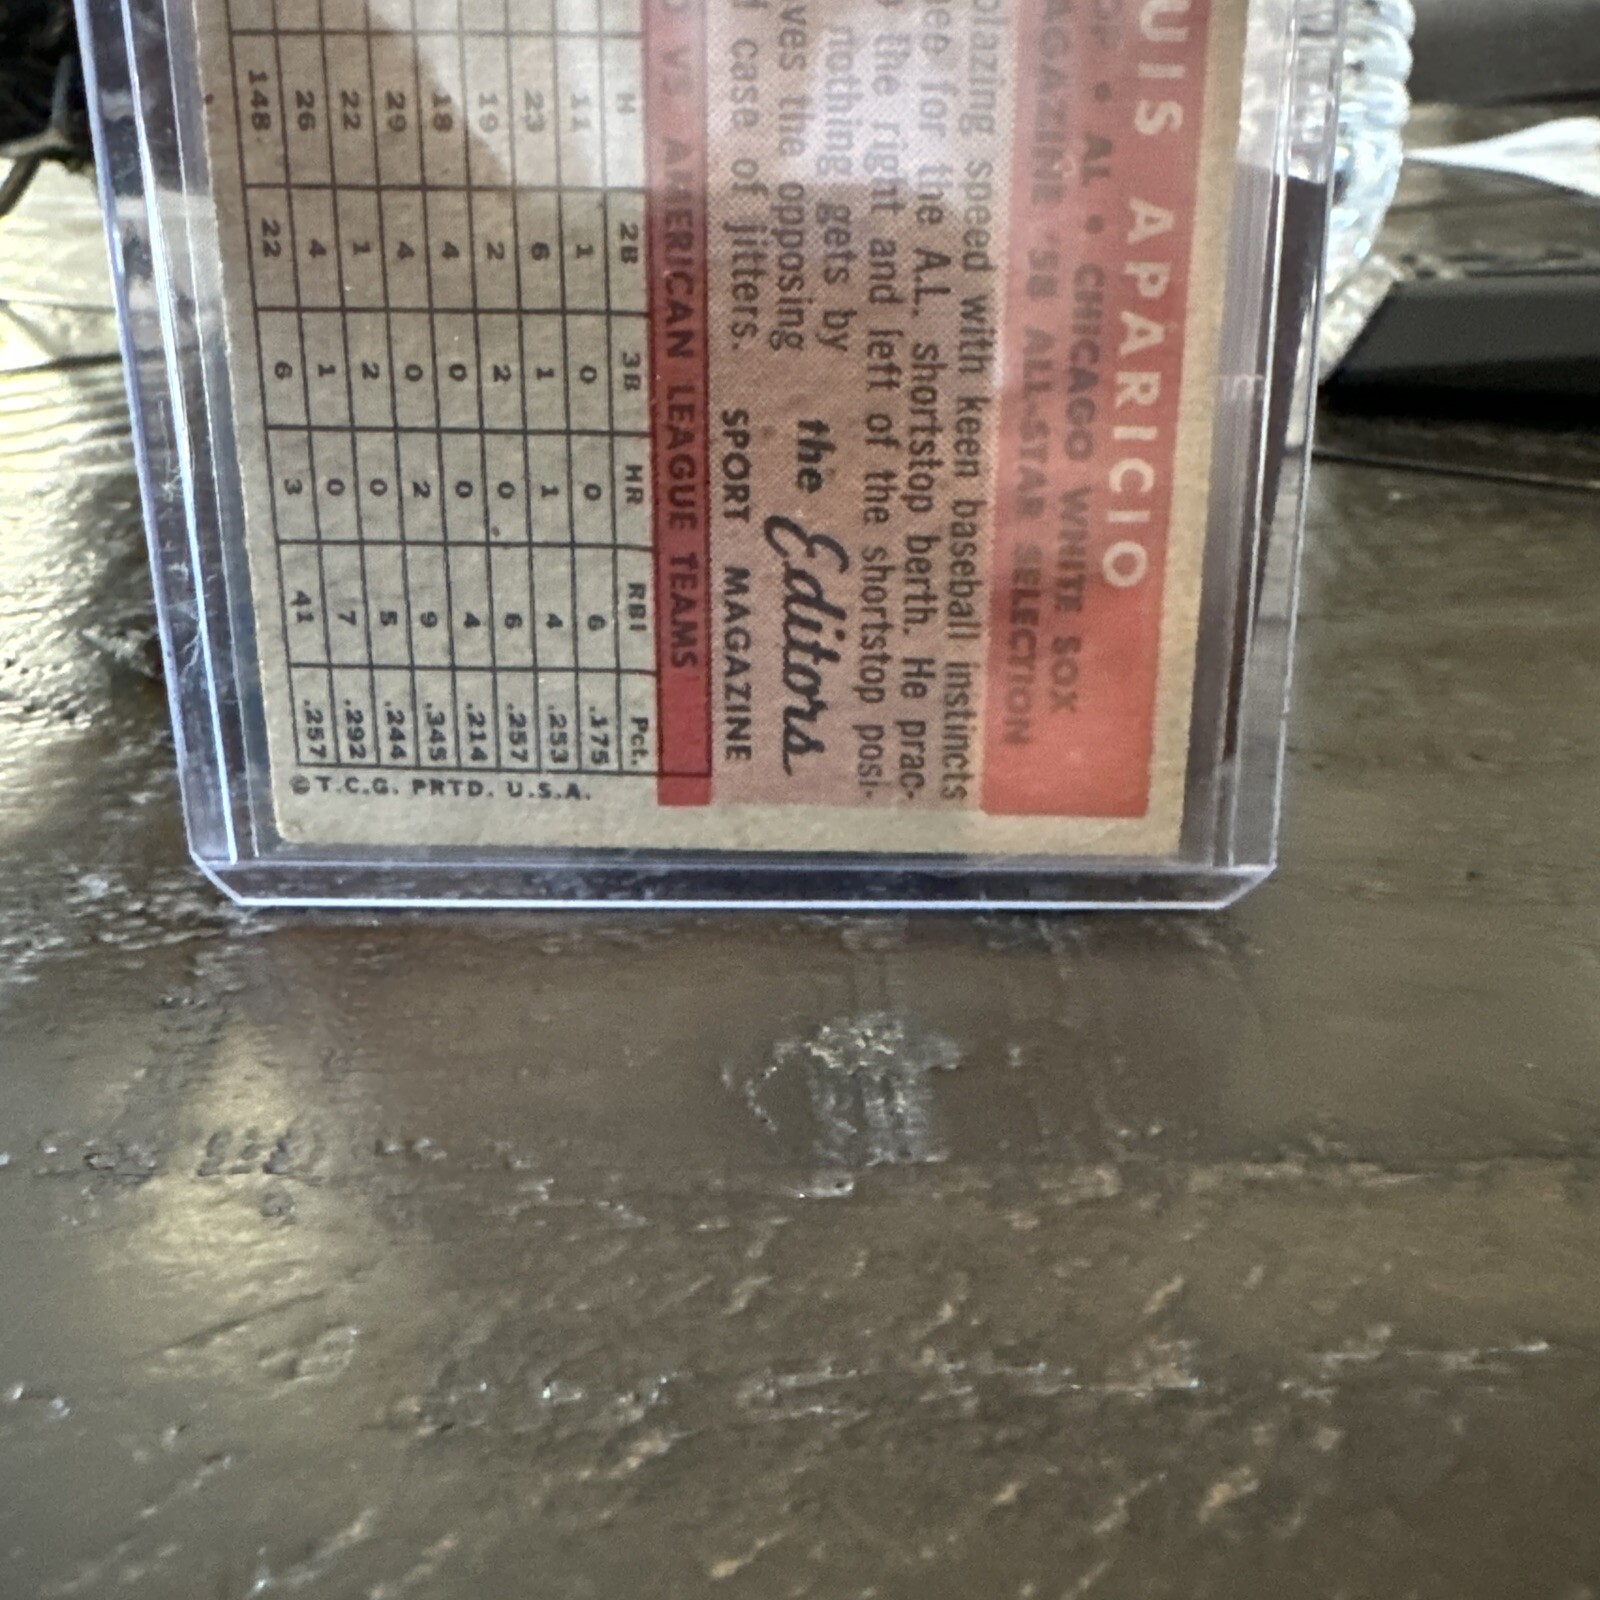 UIS APARICIO
OP • AL • CHICAGO WHITE SOX
AGAZINE '58 ALL-STAR SELECTION
blazing speed with keen baseball instincts
ee for the A.L. shortstop berth. He prac-
the right and left of the shortstop posi-
nothing gets by
ves the opposing
case of jitters.
the Editors
SPORT MAGAZINE
VS. AMERICAN LEAGUE TEAMS
H 2B 3B HR RBI Pct.
11 1 0 0 6 .175
23 6 1 1 4 .253
19 2 2 0 6 .257
18 4 0 0 4 .214
29 4 0 2 9 .345
22 1 2 0 5 .244
26 4 1 0 7 .292
148 22 6 3 41 .257
© T.C.G. PRTD. U.S.A.